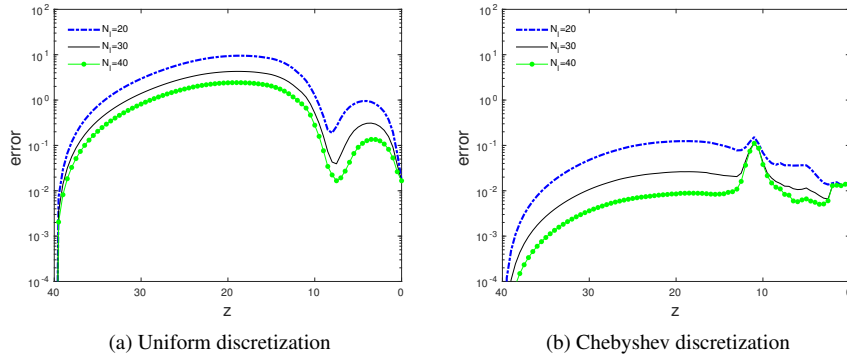 N_l=20
N_l=30
N_l=40
10^2
10^1
10^0
10^-1
10^-2
10^-3
10^-4
error
40 30 20 10 0
z
(a) Uniform discretization
N_l=20
N_l=30
N_l=40
10^2
10^1
10^0
10^-1
10^-2
10^-3
10^-4
error
40 30 20 10 0
z
(b) Chebyshev discretization